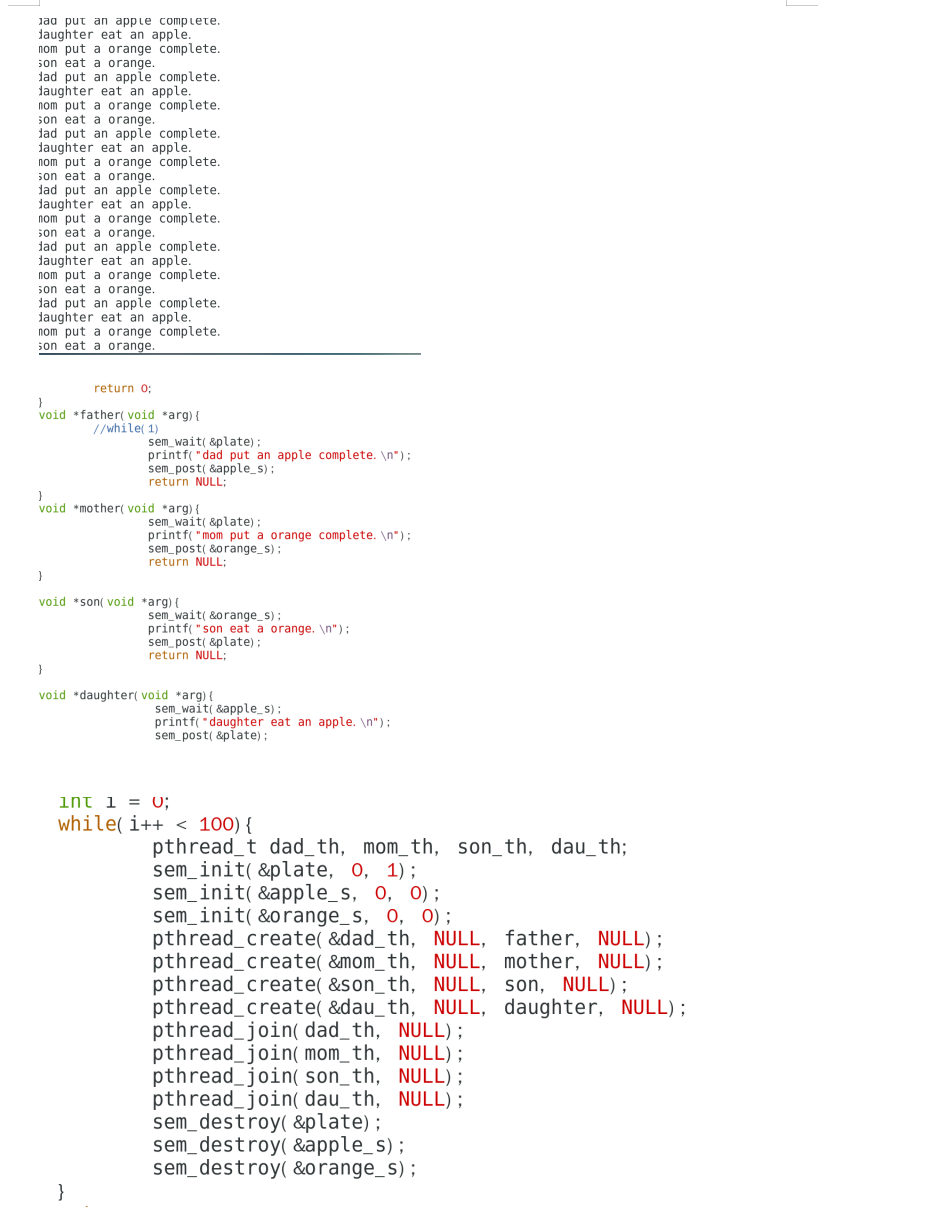 dad put an apple complete.
daughter eat an apple.
mom put a orange complete.
son eat a orange.
dad put an apple complete.
daughter eat an apple.
mom put a orange complete.
son eat a orange.
dad put an apple complete.
daughter eat an apple.
mom put a orange complete.
son eat a orange.
dad put an apple complete.
daughter eat an apple.
mom put a orange complete.
son eat a orange.
dad put an apple complete.
daughter eat an apple.
mom put a orange complete.
son eat a orange.
dad put an apple complete.
daughter eat an apple.
mom put a orange complete.
son eat a orange.
return 0;
}
void *father(void *arg){
//while(1)
sem_wait(&plate);
printf("dad put an apple complete.\n");
sem_post(&apple_s);
return NULL;
}
void *mother(void *arg){
sem_wait(&plate);
printf("mom put a orange complete.\n");
sem_post(&orange_s);
return NULL;
}
void *son(void *arg){
sem_wait(&orange_s);
printf("son eat a orange.\n");
sem_post(&plate);
return NULL;
}
void *daughter(void *arg){
sem_wait(&apple_s);
printf("daughter eat an apple.\n");
sem_post(&plate);
int i = 0;
while(i++ < 100){
pthread_t dad_th, mom_th, son_th, dau_th;
sem_init(&plate, 0, 1);
sem_init(&apple_s, 0, 0);
sem_init(&orange_s, 0, 0);
pthread_create(&dad_th, NULL, father, NULL);
pthread_create(&mom_th, NULL, mother, NULL);
pthread_create(&son_th, NULL, son, NULL);
pthread_create(&dau_th, NULL, daughter, NULL);
pthread_join(dad_th, NULL);
pthread_join(mom_th, NULL);
pthread_join(son_th, NULL);
pthread_join(dau_th, NULL);
sem_destroy(&plate);
sem_destroy(&apple_s);
sem_destroy(&orange_s);
}